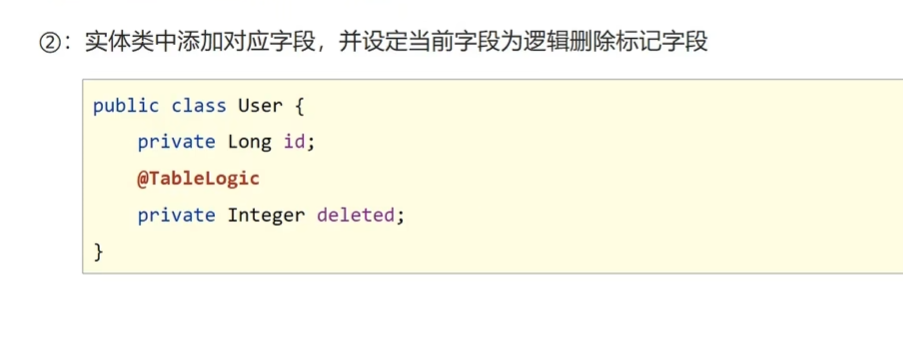 ②：实体类中添加对应字段，并设定当前字段为逻辑删除标记字段
public class User {
    private Long id;
    @TableLogic
    private Integer deleted;
}